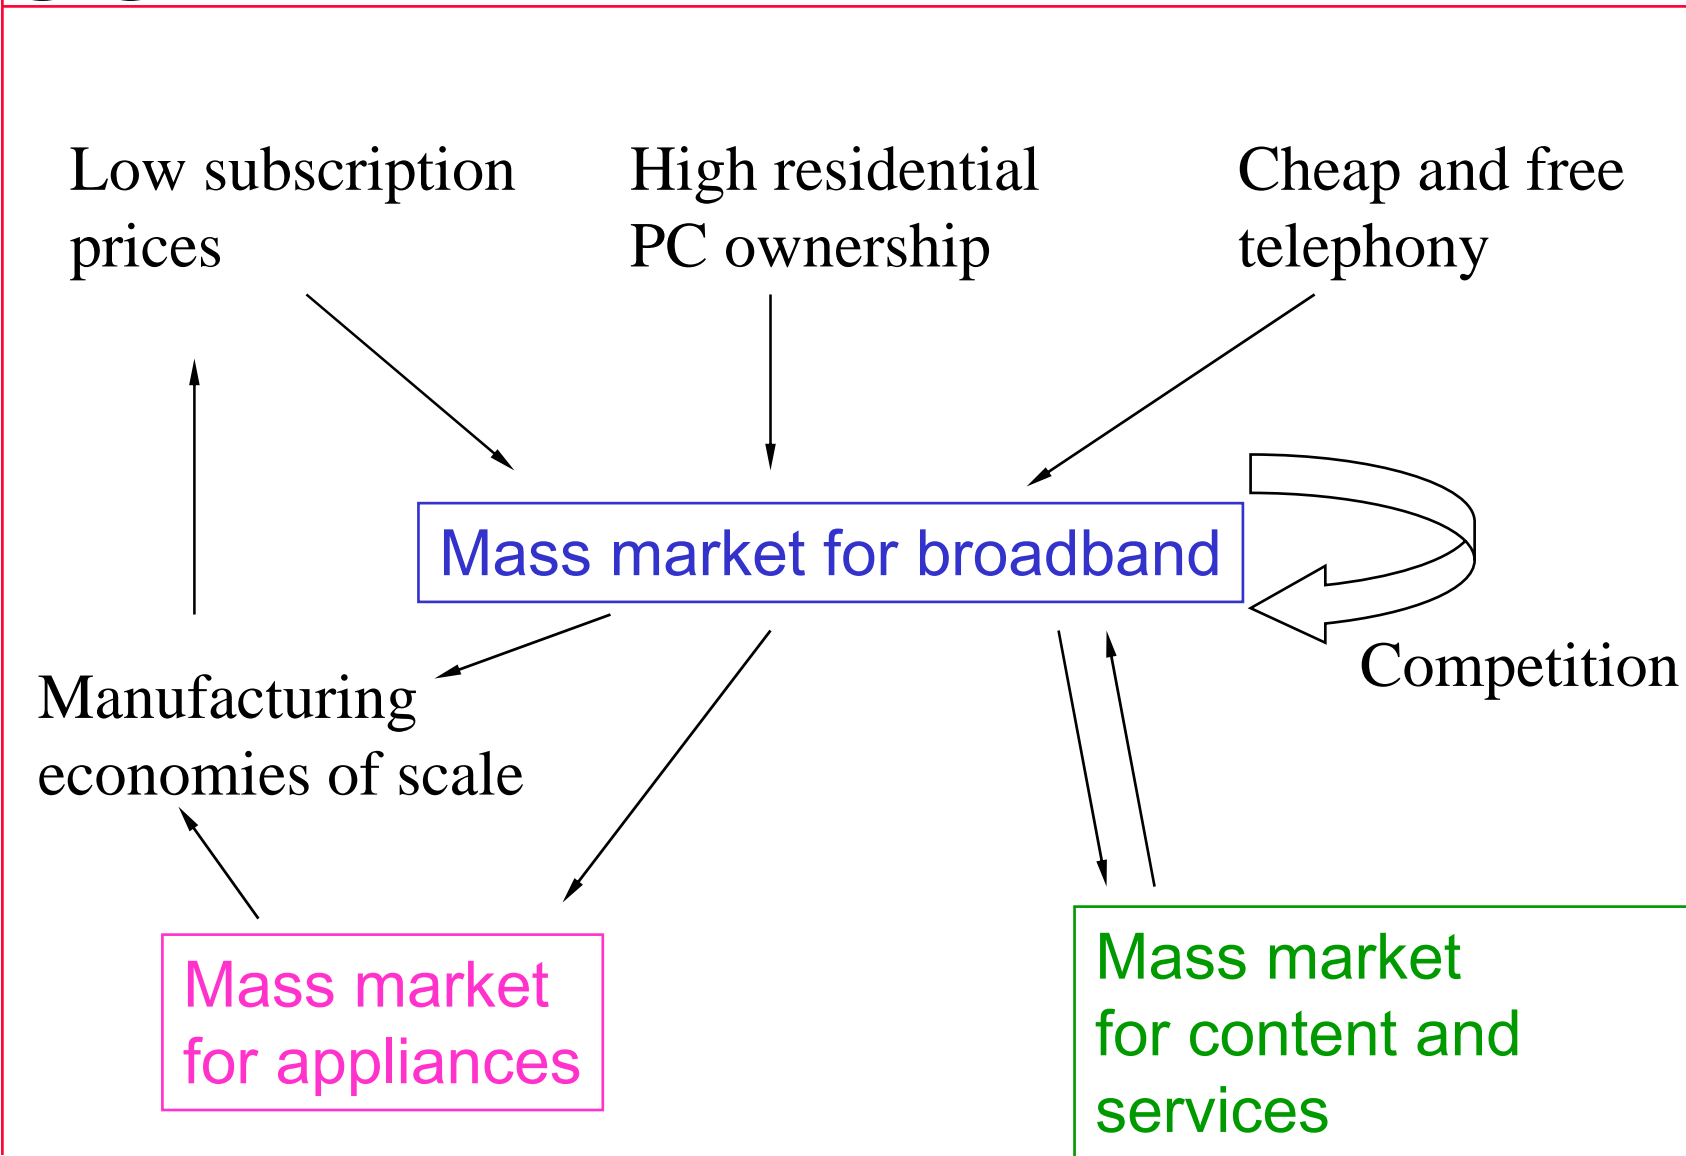 Low subscription
prices
High residential
PC ownership
Cheap and free
telephony
Mass market for broadband
Competition
Manufacturing
economies of scale
Mass market
for appliances
Mass market
for content and
services